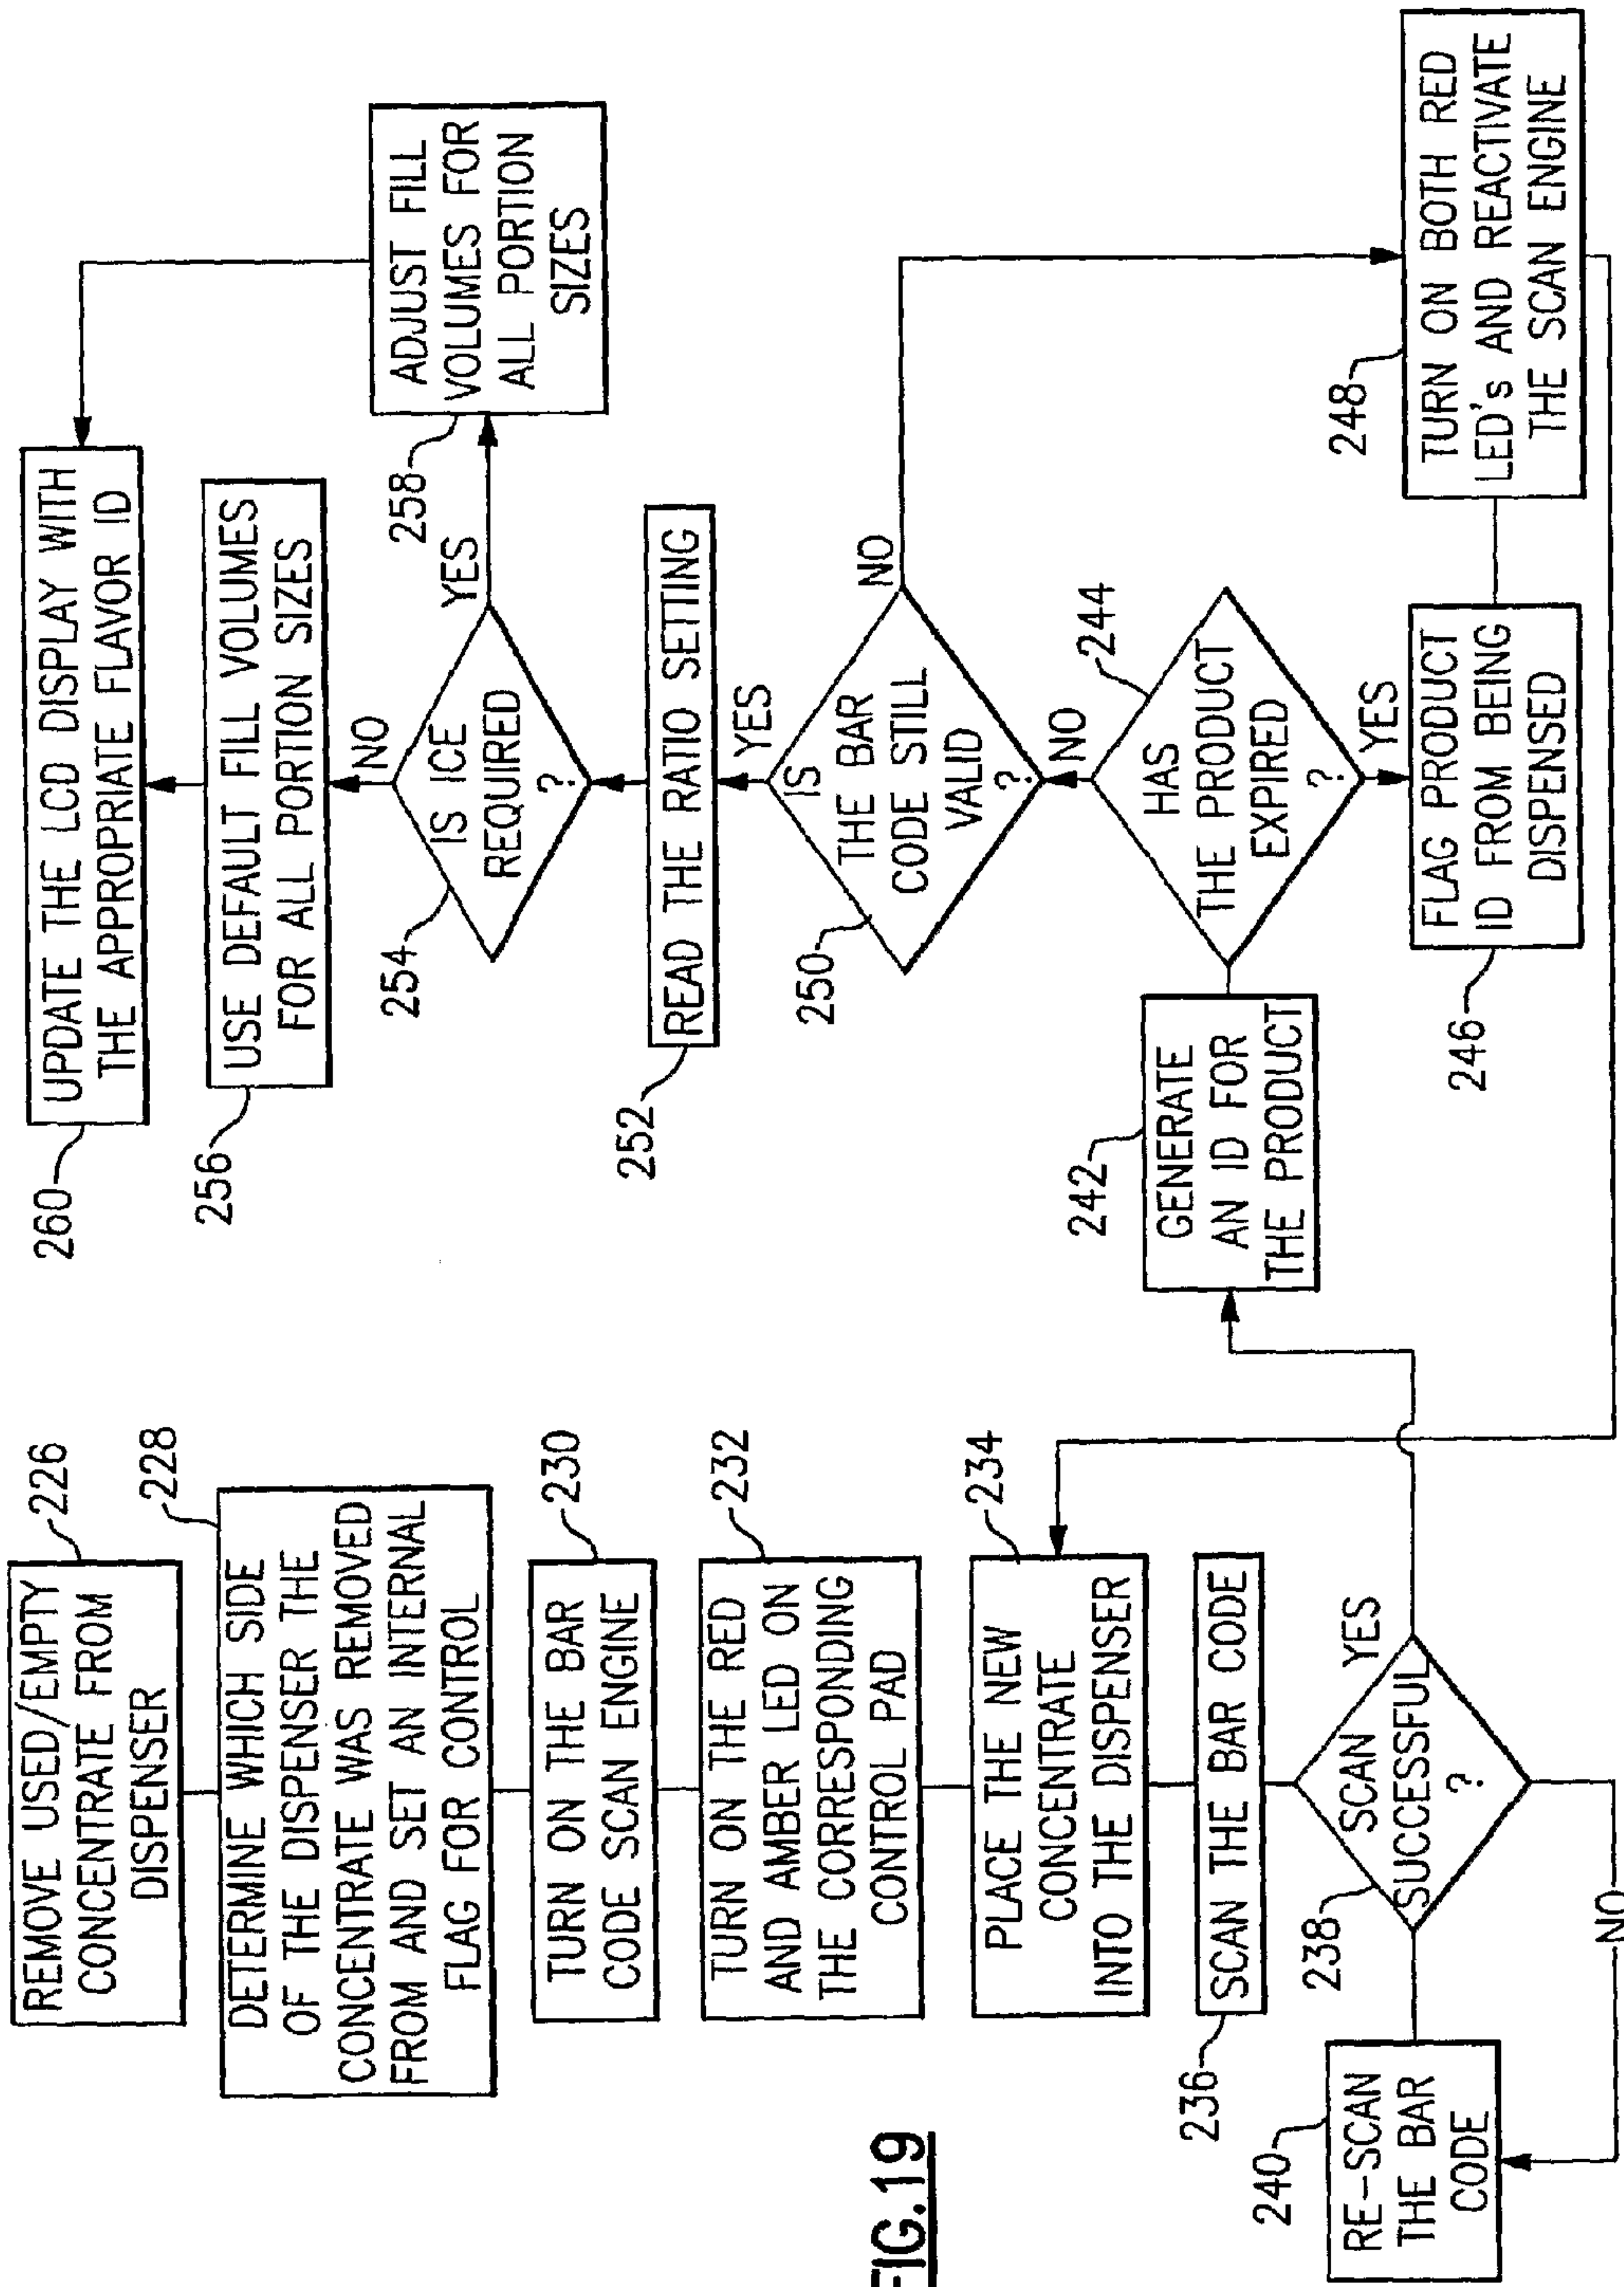 226
REMOVE USED/EMPTY
CONCENTRATE FROM
DISPENSER
228
DETERMINE WHICH SIDE
OF THE DISPENSER THE
CONCENTRATE WAS REMOVED
FROM AND SET AN INTERNAL
FLAG FOR CONTROL
230
TURN ON THE BAR
CODE SCAN ENGINE
232
TURN ON THE RED
AND AMBER LED ON
THE CORRESPONDING
CONTROL PAD
234
PLACE THE NEW
CONCENTRATE
INTO THE DISPENSER
236
SCAN THE BAR CODE
238
SCAN
SUCCESSFUL
?
YES
NO
240
RE-SCAN
THE BAR
CODE
242
GENERATE
AN ID FOR
THE PRODUCT
244
HAS
THE PRODUCT
EXPIRED
?
YES
NO
246
FLAG PRODUCT
ID FROM BEING
DISPENSED
248
TURN ON BOTH RED
LED's AND REACTIVATE
THE SCAN ENGINE
250
IS
THE BAR
CODE STILL
VALID
?
NO
YES
252
READ THE RATIO SETTING
254
IS ICE
REQUIRED
?
NO
YES
256
USE DEFAULT FILL VOLUMES
FOR ALL PORTION SIZES
258
ADJUST FILL
VOLUMES FOR
ALL PORTION
SIZES
260
UPDATE THE LCD DISPLAY WITH
THE APPROPRIATE FLAVOR ID
FIG.19